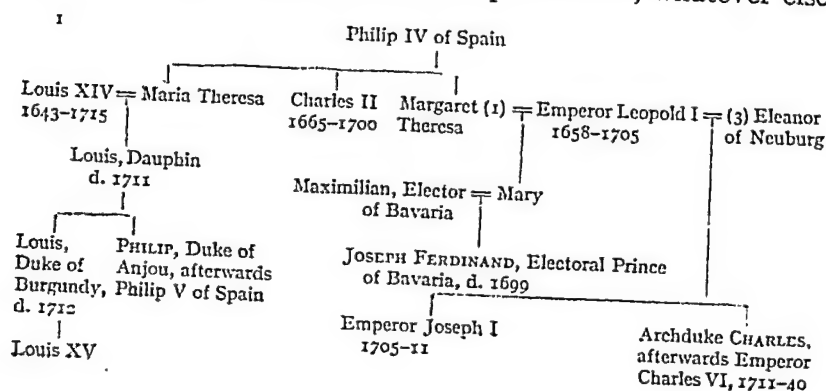 1
Philip IV of Spain
Louis XIV = Maria Theresa
1643–1715
Charles II
1665–1700
Margaret (1) = Emperor Leopold I = (3) Eleanor
Theresa
1658–1705
of Neuburg
Louis, Dauphin
d. 1711
Maximilian, Elector = Mary
of Bavaria
Louis,
Duke of
Burgundy,
d. 1712
PHILIP, Duke of
Anjou, afterwards
Philip V of Spain
JOSEPH FERDINAND, Electoral Prince
of Bavaria, d. 1699
Louis XV
Emperor Joseph I
1705–11
Archduke CHARLES,
afterwards Emperor
Charles VI, 1711–40